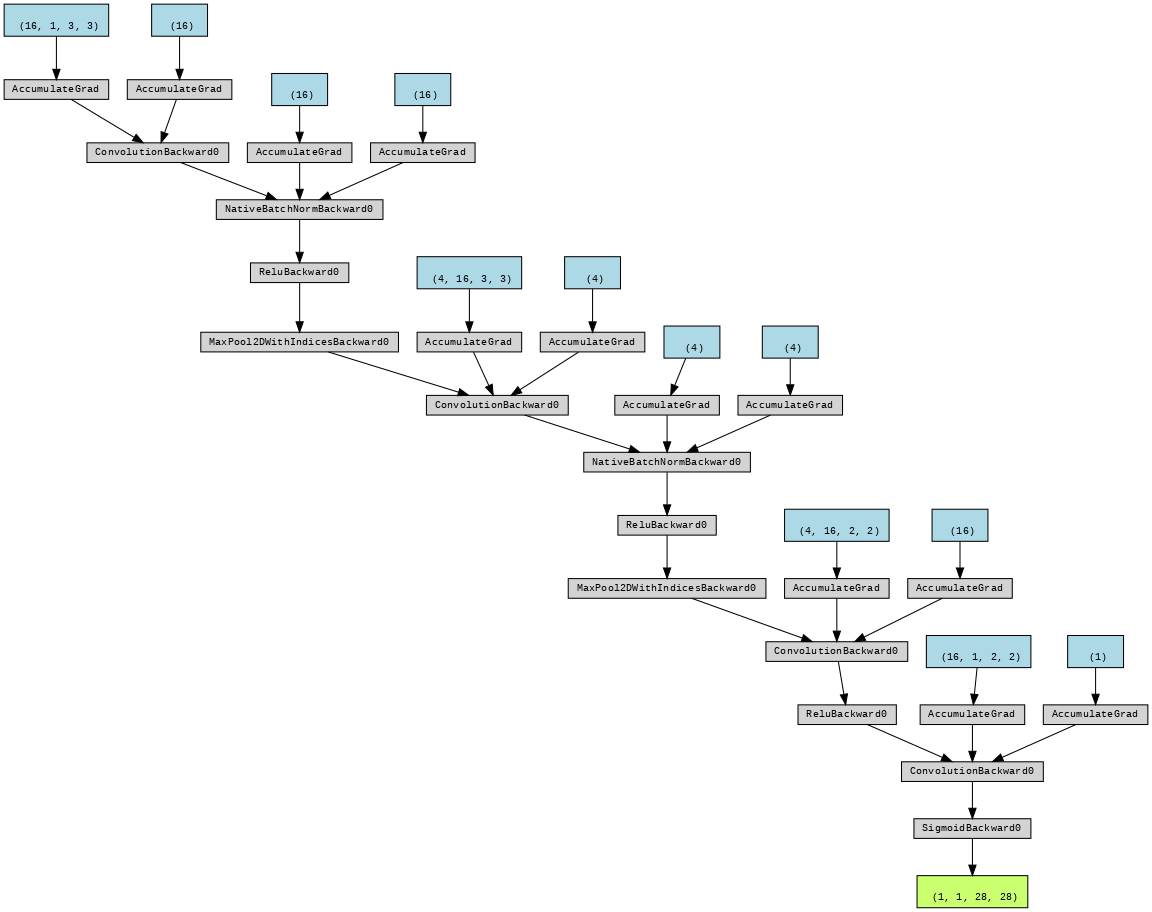 (16, 1, 3, 3)
(16)
AccumulateGrad
AccumulateGrad
(16)
(16)
ConvolutionBackward0
AccumulateGrad
AccumulateGrad
NativeBatchNormBackward0
ReluBackward0
(4, 16, 3, 3)
(4)
MaxPool2DWithIndicesBackward0
AccumulateGrad
AccumulateGrad
(4)
(4)
ConvolutionBackward0
AccumulateGrad
AccumulateGrad
NativeBatchNormBackward0
ReluBackward0
(4, 16, 2, 2)
(16)
MaxPool2DWithIndicesBackward0
AccumulateGrad
AccumulateGrad
ConvolutionBackward0
(16, 1, 2, 2)
(1)
ReluBackward0
AccumulateGrad
AccumulateGrad
ConvolutionBackward0
SigmoidBackward0
(1, 1, 28, 28)